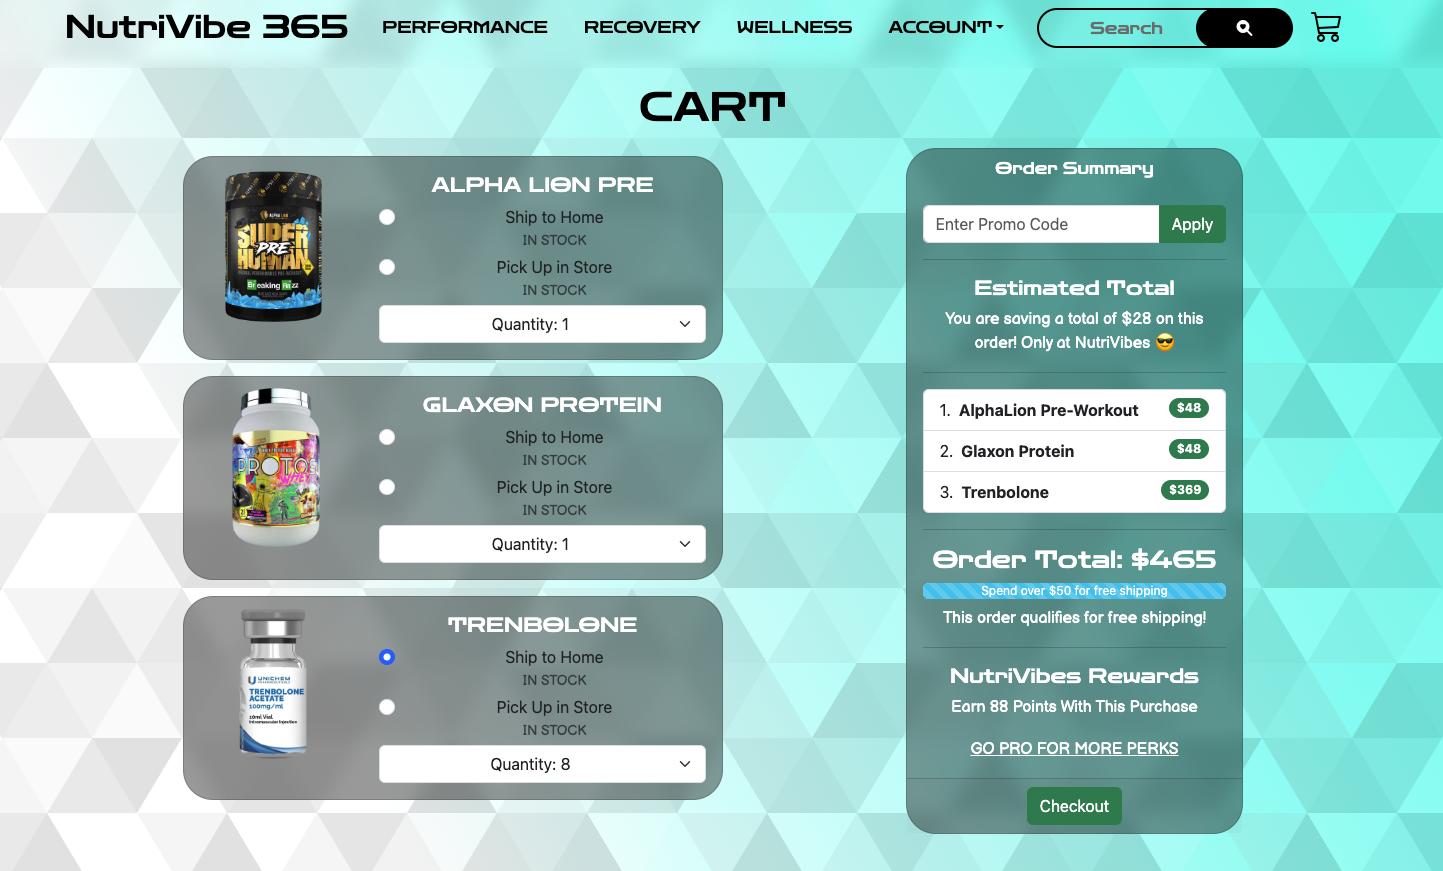 NutriVibe 365
PERFORMANCE
RECOVERY
WELLNESS
ACCOUNT
Search
CART
ALPHA LION
SUPER
PRE
HUMAN
Breaking Razz
ALPHA LION PRE
Ship to Home
IN STOCK
Pick Up in Store
IN STOCK
Quantity: 1
PROTOS
WHEY
GLAXON PROTEIN
Ship to Home
IN STOCK
Pick Up in Store
IN STOCK
Quantity: 1
UNICHEM
TRENBOLONE
ACETATE
100mg/ml
10ml Vial
Intramuscular Injection
TRENBOLONE
Ship to Home
IN STOCK
Pick Up in Store
IN STOCK
Quantity: 8
Order Summary
Enter Promo Code
Apply
Estimated Total
You are saving a total of $28 on this
order! Only at NutriVibes 😎
1. AlphaLion Pre-Workout $48
2. Glaxon Protein $48
3. Trenbolone $369
Order Total: $465
Spend over $50 for free shipping
This order qualifies for free shipping!
NutriVibes Rewards
Earn 88 Points With This Purchase
GO PRO FOR MORE PERKS
Checkout